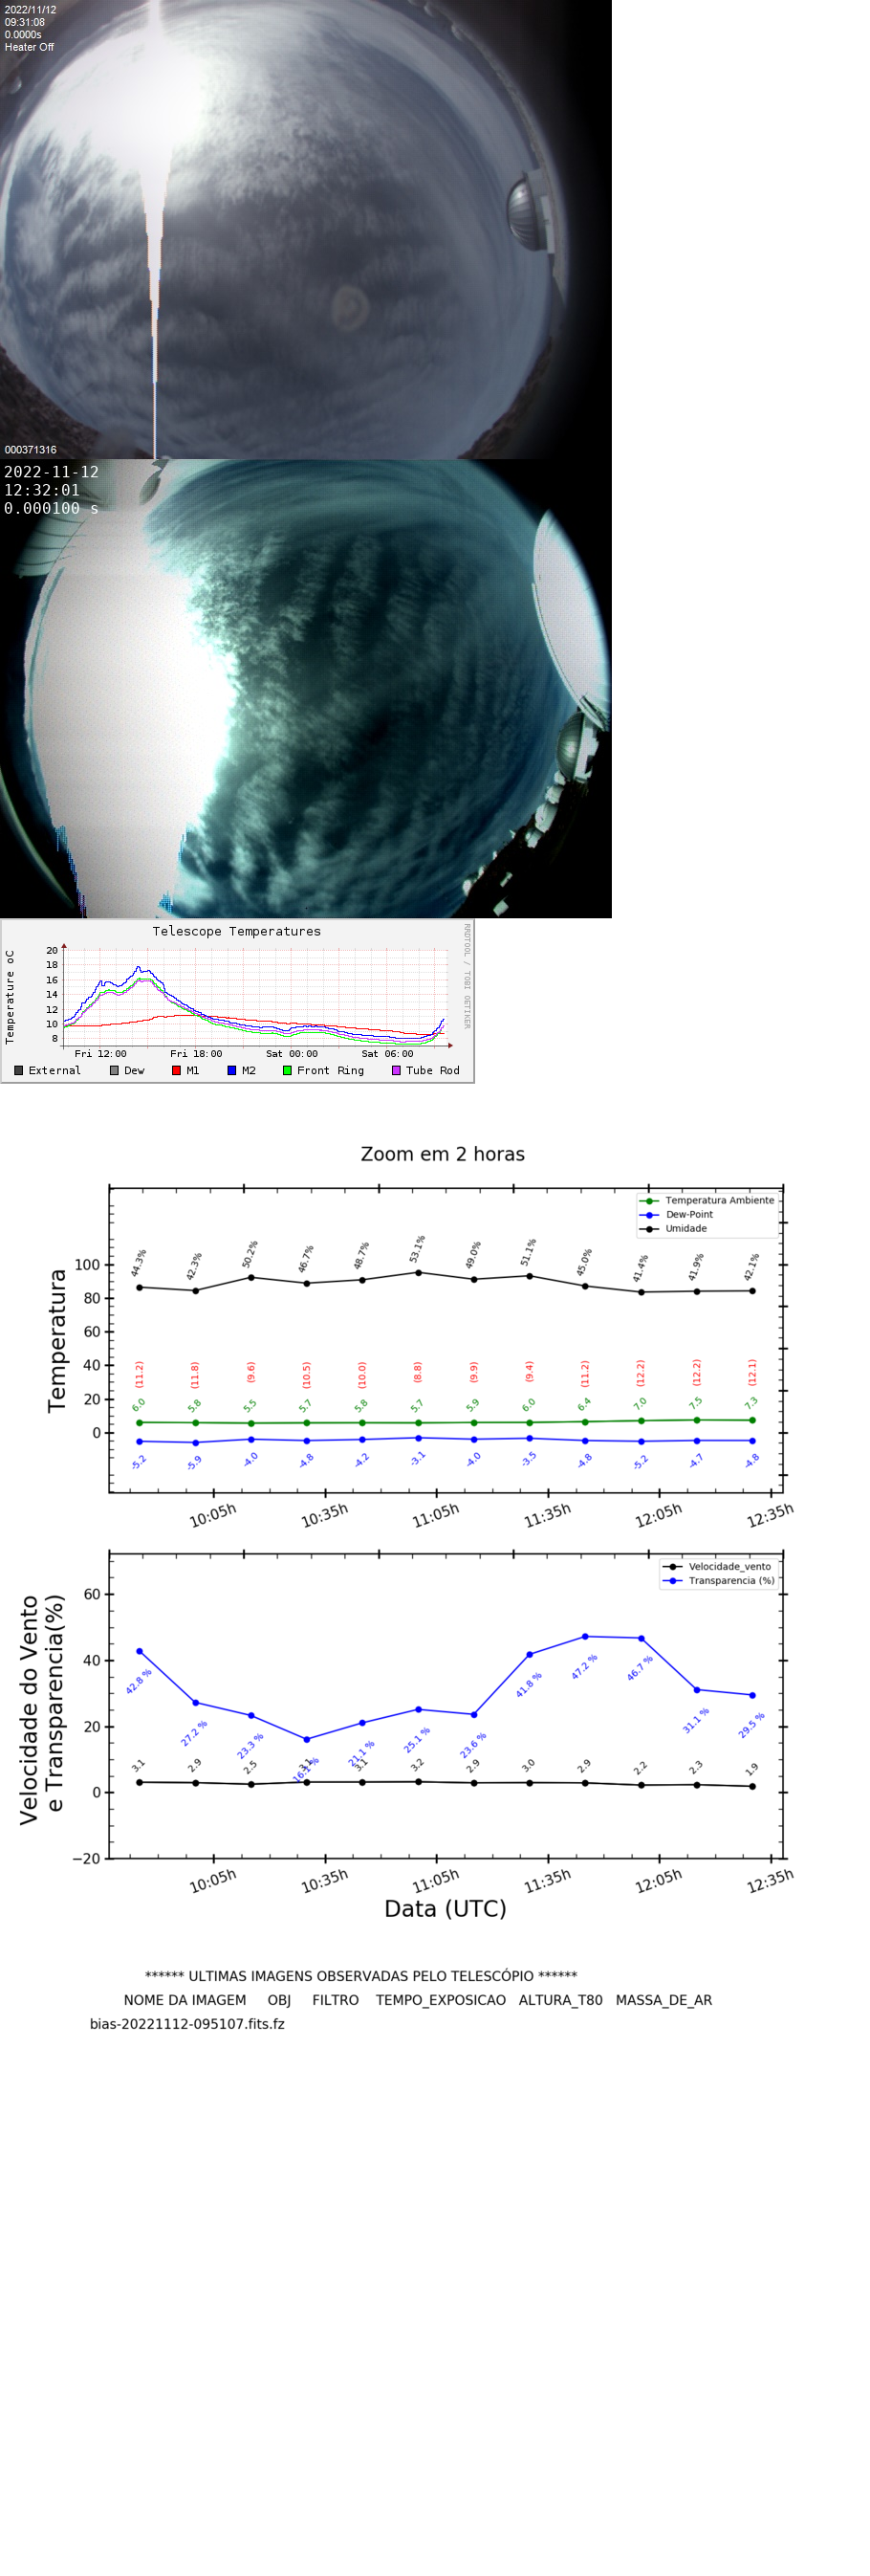 2022/11/12
09:31:08
0.0000s
Heater Off
000371316
2022-11-12
12:32:01
0.000100 s
Telescope Temperatures
RRDTOOL / TOBI OETIKER
Temperature oC
20
18
16
14
12
10
8
Fri 12:00 Fri 18:00 Sat 00:00 Sat 06:00
External Dew M1 M2 Front Ring Tube Rod
Zoom em 2 horas
Temperatura Ambiente
Dew-Point
Umidade
Temperatura
100
80
60
40
20
0
44.3% 42.3% 50.2% 46.7% 48.7% 53.1% 49.0% 51.1% 45.0% 41.4% 41.9% 42.1%
(11.2) (11.8) (9.6) (10.5) (10.0) (8.8) (9.9) (9.4) (11.2) (12.2) (12.2) (12.1)
6.0 5.8 5.5 5.7 5.8 5.7 5.9 6.0 6.4 7.0 7.5 7.3
-5.2 -5.9 -4.0 -4.8 -4.2 -3.1 -4.0 -3.5 -4.8 -5.2 -4.7 -4.8
10:05h 10:35h 11:05h 11:35h 12:05h 12:35h
Velocidade_vento
Transparencia (%)
Velocidade do Vento
e Transparencia(%)
60
40
20
0
−20
42.8 % 27.2 % 23.3 % 16.1 % 21.1 % 25.1 % 23.6 % 41.8 % 47.2 % 46.7 % 31.1 % 29.5 %
3.1 2.9 2.5 3.1 3.1 3.2 2.9 3.0 2.9 2.2 2.3 1.9
10:05h 10:35h 11:05h 11:35h 12:05h 12:35h
Data (UTC)
****** ULTIMAS IMAGENS OBSERVADAS PELO TELESCÓPIO ******
NOME DA IMAGEM OBJ FILTRO TEMPO_EXPOSICAO ALTURA_T80 MASSA_DE_AR
bias-20221112-095107.fits.fz